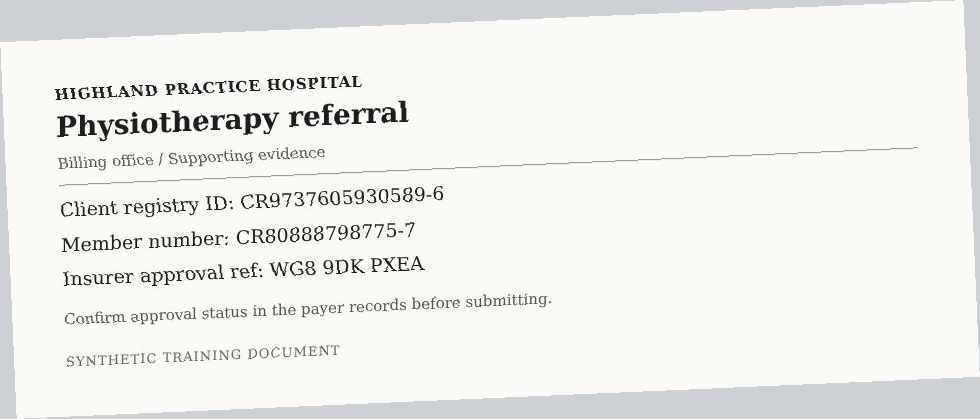 HIGHLAND PRACTICE HOSPITAL
Physiotherapy referral
Billing office / Supporting evidence
Client registry ID: CR9737605930589-6
Member number: CR80888798775-7
Insurer approval ref: WG8 9DK PXEA
Confirm approval status in the payer records before submitting.
SYNTHETIC TRAINING DOCUMENT